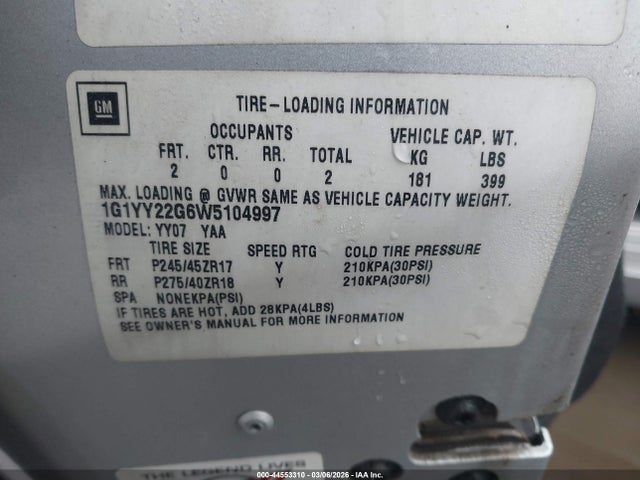 GM
TIRE-LOADING INFORMATION
OCCUPANTS VEHICLE CAP. WT.
FRT. CTR. RR. TOTAL KG LBS
2 0 0 2 181 399
MAX. LOADING @ GVWR SAME AS VEHICLE CAPACITY WEIGHT.
1G1YY22G6W5104997
MODEL: YY07 YAA
TIRE SIZE SPEED RTG COLD TIRE PRESSURE
FRT P245/45ZR17 Y 210KPA(30PSI)
RR P275/40ZR18 Y 210KPA(30PSI)
SPA NONEKPA(PSI)
IF TIRES ARE HOT, ADD 28KPA(4LBS)
SEE OWNER'S MANUAL FOR MORE INFORMATION
THE LEGEND LIVES
000-44553310 - 03/06/2026 - COPYRIGHT IAA